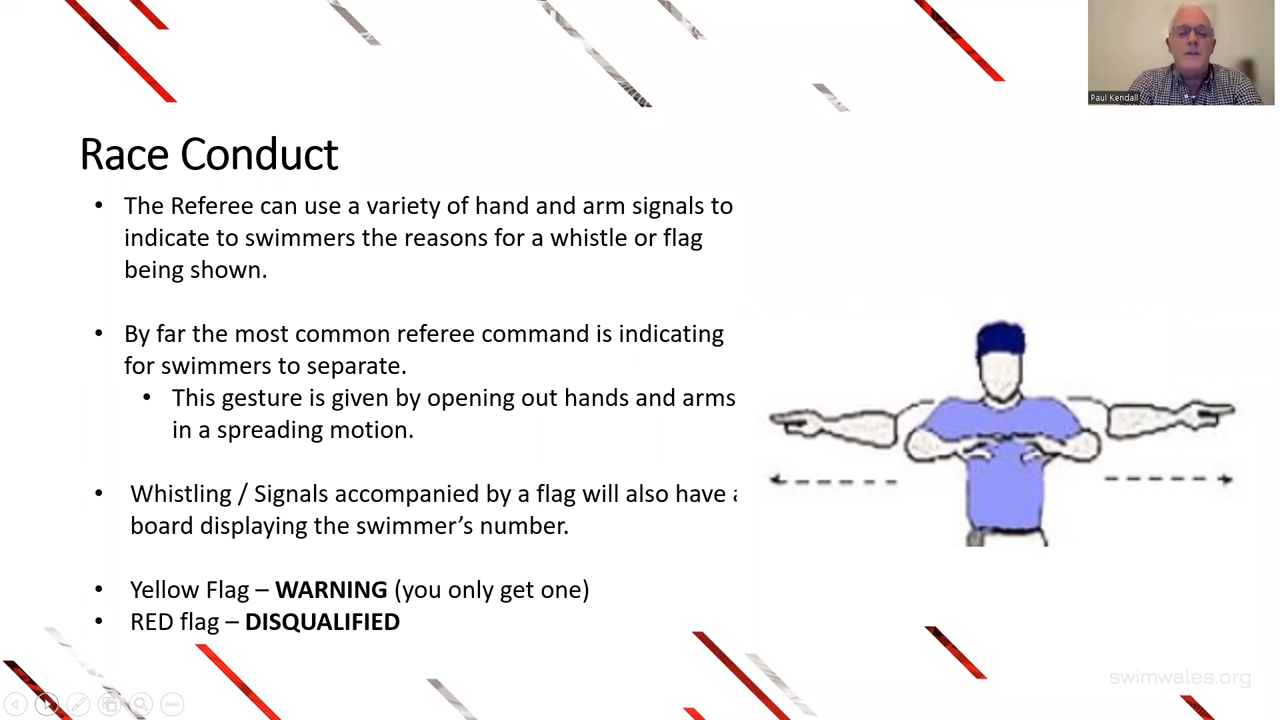 Paul Kendall
Race Conduct
• The Referee can use a variety of hand and arm signals to
indicate to swimmers the reasons for a whistle or flag
being shown.
• By far the most common referee command is indicating
for swimmers to separate.
• This gesture is given by opening out hands and arms
in a spreading motion.
• Whistling / Signals accompanied by a flag will also have a
board displaying the swimmer’s number.
• Yellow Flag – WARNING (you only get one)
• RED flag – DISQUALIFIED
swimwales.org